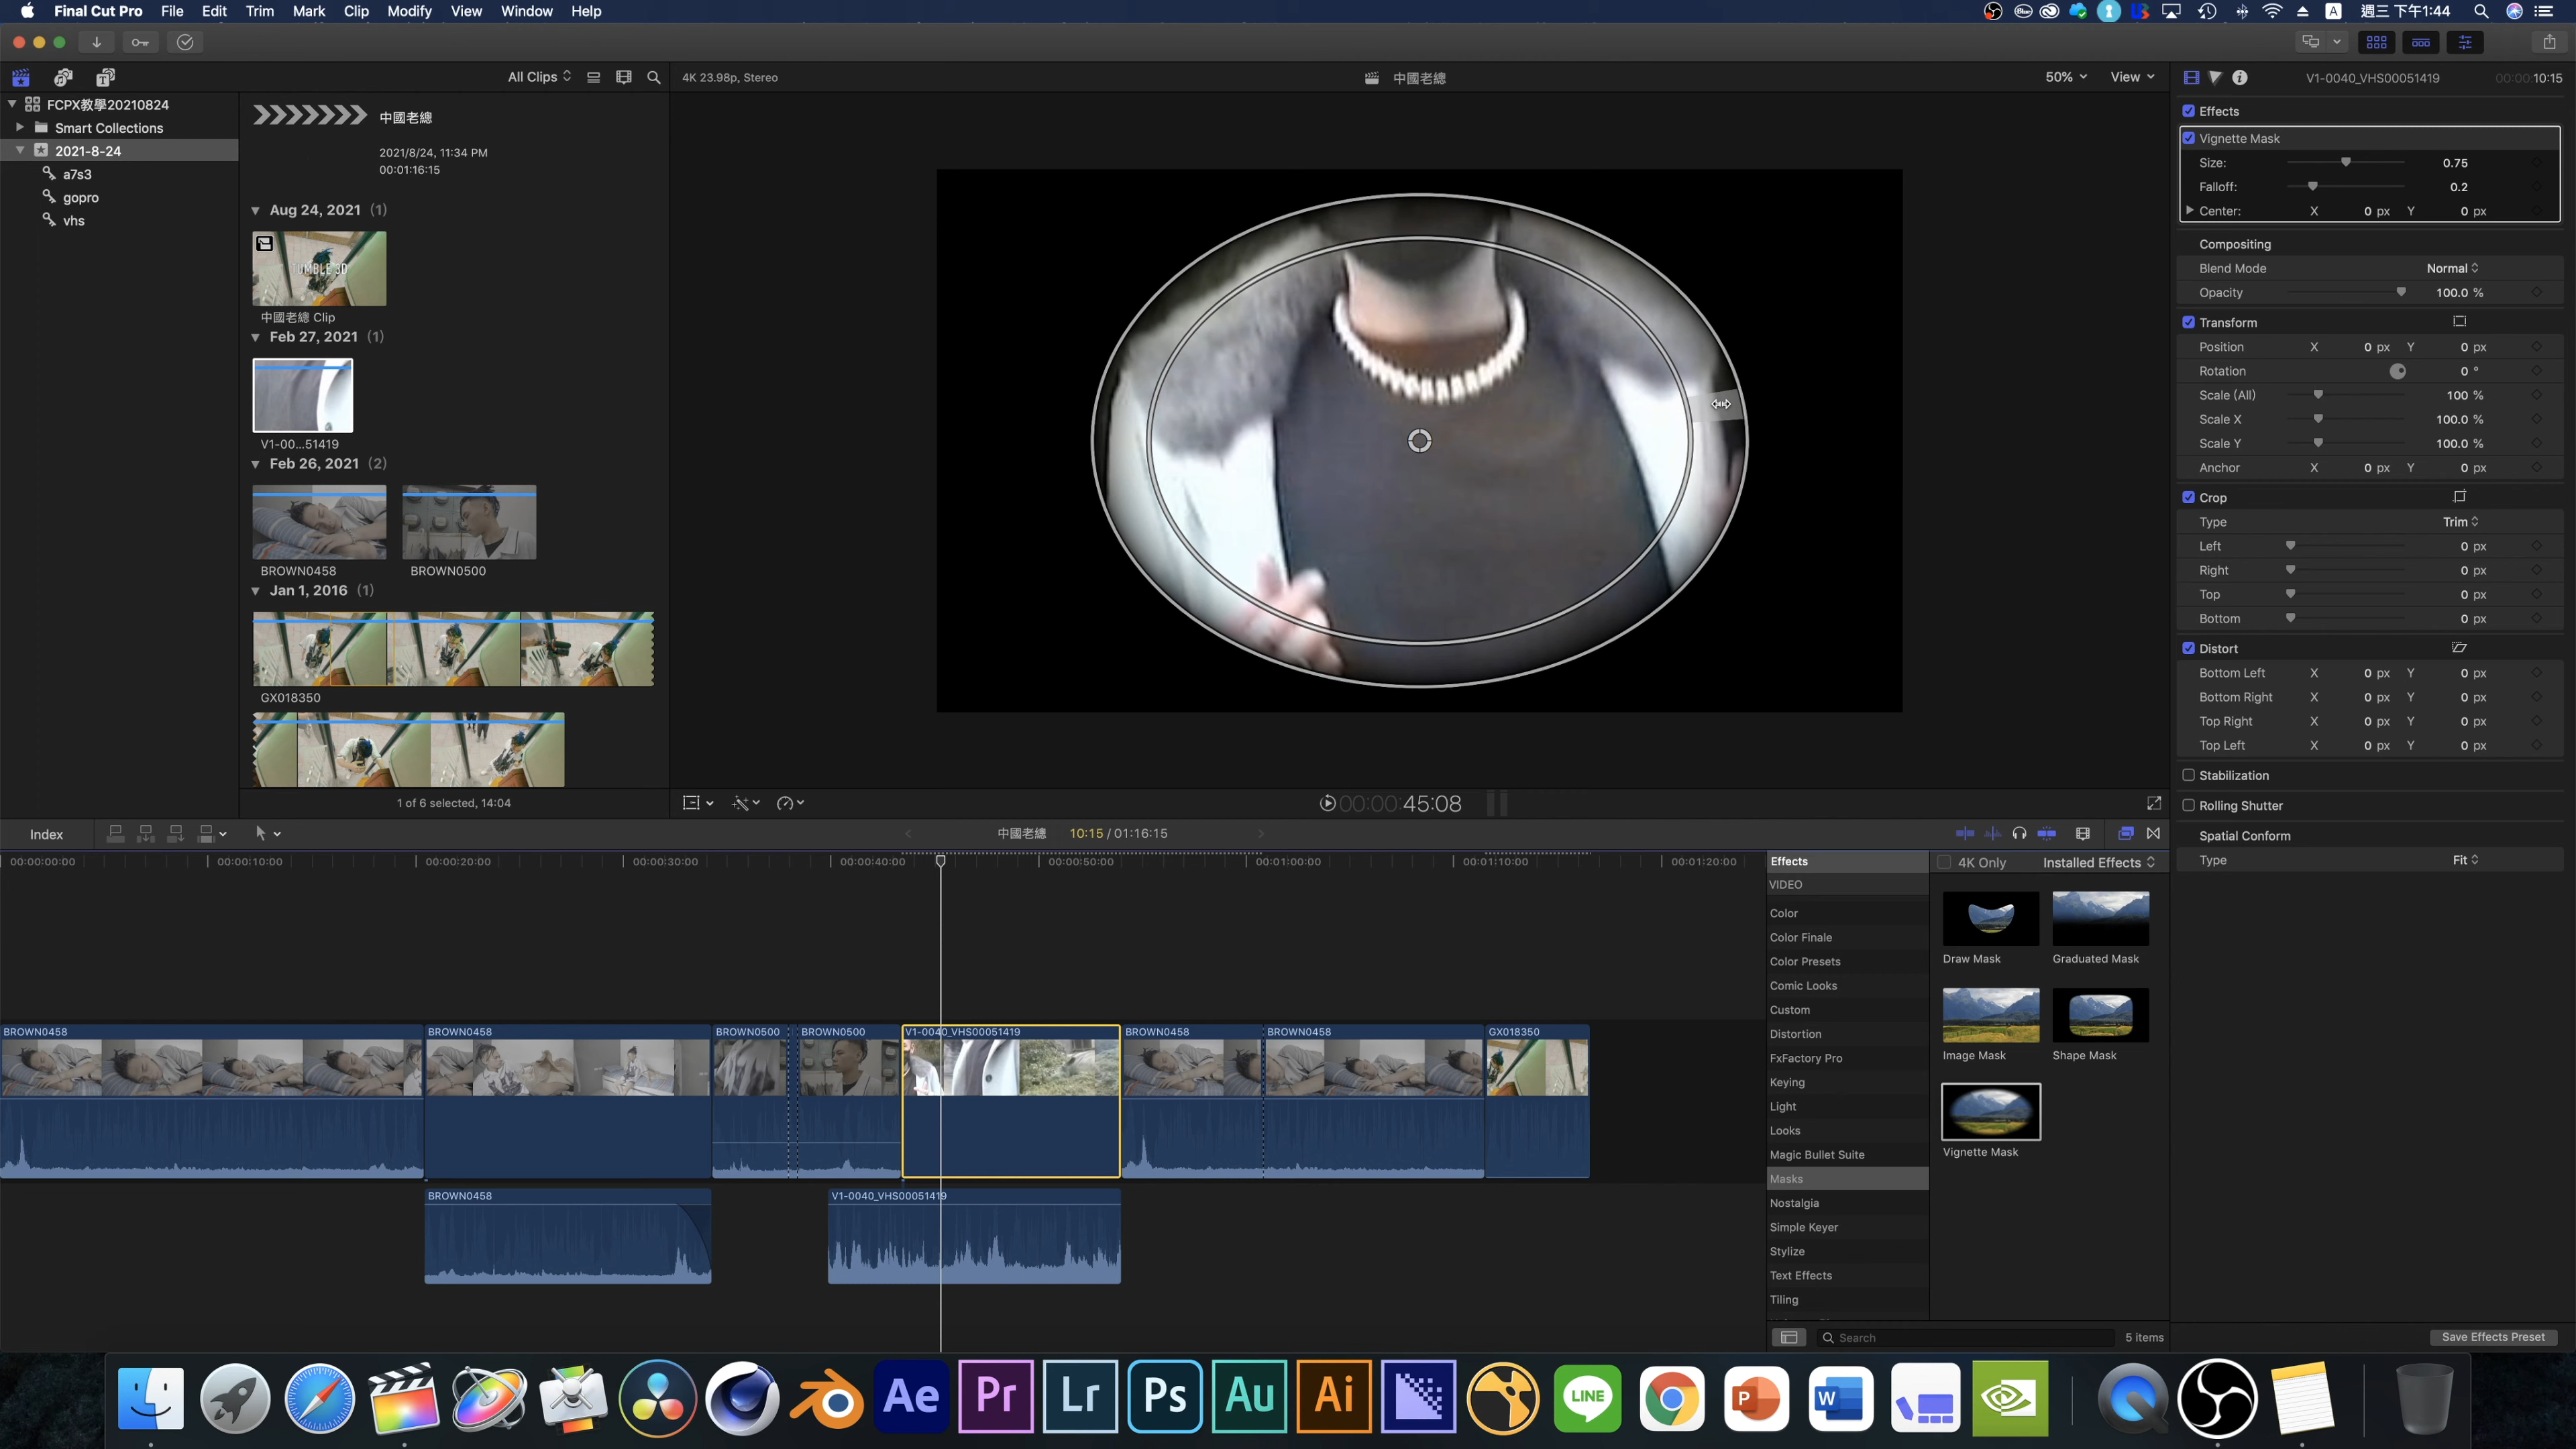 Final Cut Pro File Edit Trim Mark Clip Modify View Window Help
A 週三 下午1:44
All Clips
4K 23.98p, Stereo
中國老總
50%
View
V1-0040_VHS00051419
00:00:10:15
FCPX教學20210824
Smart Collections
2021-8-24
a7s3
gopro
vhs
中國老總
2021/8/24, 11:34 PM
00:01:16:15
Aug 24, 2021 (1)
TUMBLE 3D
中國老總 Clip
Feb 27, 2021 (1)
V1-00...51419
Feb 26, 2021 (2)
BROWN0458
BROWN0500
Jan 1, 2016 (1)
GX018350
1 of 6 selected, 14:04
00:00:45:08
Effects
Vignette Mask
Size: 0.75
Falloff: 0.2
Center: X 0 px Y 0 px
Compositing
Blend Mode Normal
Opacity 100.0 %
Transform
Position X 0 px Y 0 px
Rotation 0 °
Scale (All) 100 %
Scale X 100.0 %
Scale Y 100.0 %
Anchor X 0 px Y 0 px
Crop
Type Trim
Left 0 px
Right 0 px
Top 0 px
Bottom 0 px
Distort
Bottom Left X 0 px Y 0 px
Bottom Right X 0 px Y 0 px
Top Right X 0 px Y 0 px
Top Left X 0 px Y 0 px
Stabilization
Rolling Shutter
Spatial Conform
Type Fit
Index
中國老總 10:15 / 01:16:15
00:00:00:00 00:00:10:00 00:00:20:00 00:00:30:00 00:00:40:00 00:00:50:00 00:01:00:00 00:01:10:00 00:01:20:00
BROWN0458 BROWN0458 BROWN0500 BROWN0500 V1-0040_VHS00051419 BROWN0458 BROWN0458 GX018350
BROWN0458 V1-0040_VHS00051419
Effects
VIDEO
Color
Color Finale
Color Presets
Comic Looks
Custom
Distortion
FxFactory Pro
Keying
Light
Looks
Magic Bullet Suite
Masks
Nostalgia
Simple Keyer
Stylize
Text Effects
Tiling
4K Only
Installed Effects
Draw Mask
Graduated Mask
Image Mask
Shape Mask
Vignette Mask
Search
5 items
Save Effects Preset
Ae Pr Lr Ps Au Ai LINE P W